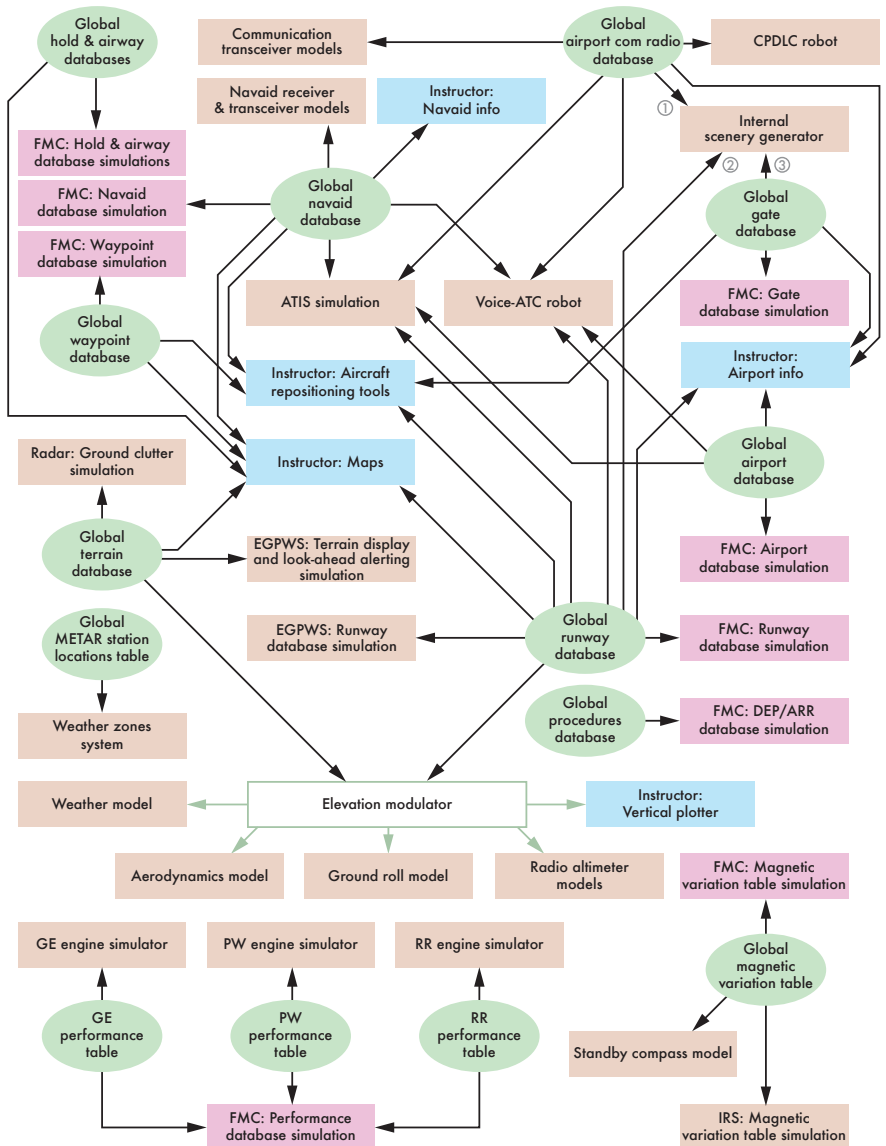 Global
hold & airway
databases
Communication
transceiver models
Global
airport com radio
database
CPDLC robot
Navaid receiver
& transceiver models
Instructor:
Navaid info
①
Internal
scenery generator
FMC: Hold & airway
database simulations
②
③
FMC: Navaid
database simulation
Global
navaid
database
Global
gate
database
FMC: Waypoint
database simulation
ATIS simulation
Voice-ATC robot
FMC: Gate
database simulation
Global
waypoint
database
Instructor: Aircraft
repositioning tools
Instructor:
Airport info
Radar: Ground clutter
simulation
Instructor: Maps
Global
airport
database
Global
terrain
database
EGPWS: Terrain display
and look-ahead alerting
simulation
FMC: Airport
database simulation
Global
METAR station
locations table
EGPWS: Runway
database simulation
Global
runway
database
FMC: Runway
database simulation
Weather zones
system
Global
procedures
database
FMC: DEP/ARR
database simulation
Weather model
Elevation modulator
Instructor:
Vertical plotter
Aerodynamics model
Ground roll model
Radio altimeter
models
FMC: Magnetic
variation table simulation
GE engine simulator
PW engine simulator
RR engine simulator
Global
magnetic
variation table
GE
performance
table
PW
performance
table
RR
performance
table
Standby compass model
FMC: Performance
database simulation
IRS: Magnetic
variation table simulation